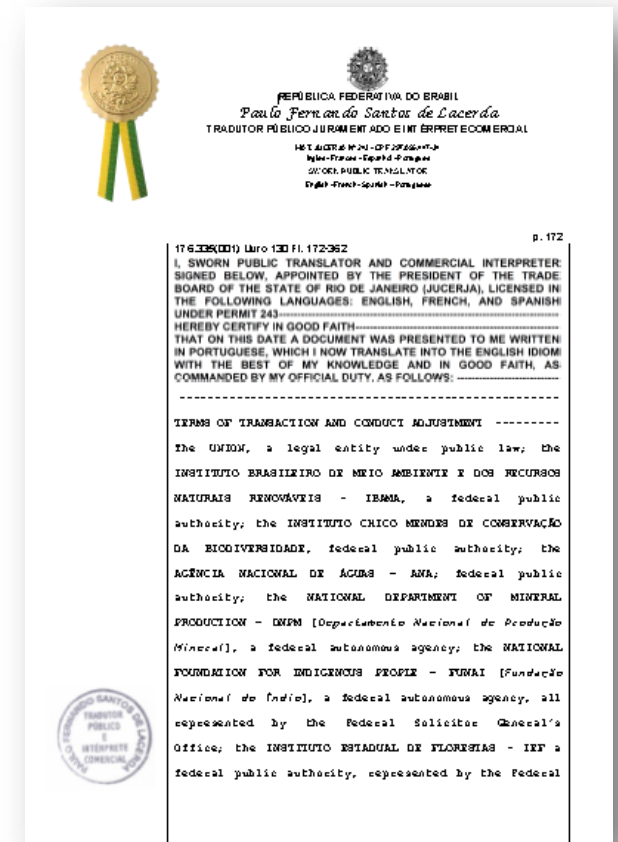 REPÚBLICA FEDERATIVA DO BRASIL
Paulo Fernando Santos de Lacerda
TRADUTOR PÚBLICO JURAMENTADO E INTÉRPRETE COMERCIAL
Ingles - Frances - Espanhol - Portugues
SWORN PUBLIC TRANSLATOR
English - French - Spanish - Portuguese
p. 172
176.339(001) Livro 130 Fl. 172-362
I, SWORN PUBLIC TRANSLATOR AND COMMERCIAL INTERPRETER
SIGNED BELOW, APPOINTED BY THE PRESIDENT OF THE TRADE
BOARD OF THE STATE OF RIO DE JANEIRO (JUCERJA), LICENSED IN
THE FOLLOWING LANGUAGES: ENGLISH, FRENCH, AND SPANISH
UNDER PERMIT 243------------------------------
HEREBY CERTIFY IN GOOD FAITH------------------------------
THAT ON THIS DATE A DOCUMENT WAS PRESENTED TO ME WRITTEN
IN PORTUGUESE, WHICH I NOW TRANSLATE INTO THE ENGLISH IDIOM
WITH THE BEST OF MY KNOWLEDGE AND IN GOOD FAITH, AS
COMMANDED BY MY OFFICIAL DUTY, AS FOLLOWS: ------------------------------
TERMS OF TRANSACTION AND CONDUCT ADJUSTMENT ---------
The UNION, a legal entity under public law; the
INSTITUTO BRASILEIRO DE MEIO AMBIENTE E DOS RECURSOS
NATURAIS RENOVÁVEIS - IBAMA, a federal public
authority; the INSTITUTO CHICO MENDES DE CONSERVAÇÃO
DA BIODIVERSIDADE, federal public authority; the
AGÊNCIA NACIONAL DE ÁGUAS – ANA; federal public
authority; the NATIONAL DEPARTMENT OF MINERAL
PRODUCTION – DNPM [Departamento Nacional de Produção
Mineral], a federal autonomous agency; the NATIONAL
FOUNDATION FOR INDIGENOUS PEOPLE - FUNAI [Fundação
Nacional do Índio], a federal autonomous agency, all
represented by the Federal Solicitor General's
Office; the INSTITUTO ESTADUAL DE FLORESTAS - IEF a
federal public authority, represented by the Federal
PAULO FERNANDO SANTOS DE LACERDA
TRADUTOR
PÚBLICO
E
INTÉRPRETE
COMERCIAL